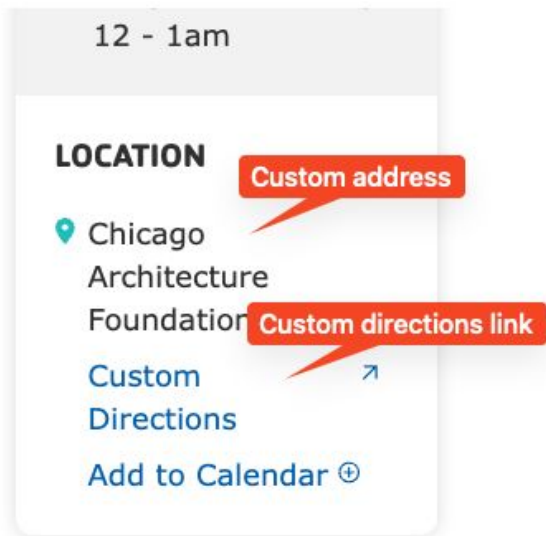 12 - 1am
LOCATION
Custom address
Chicago
Architecture
Foundation
Custom directions link
Custom
Directions
Add to Calendar